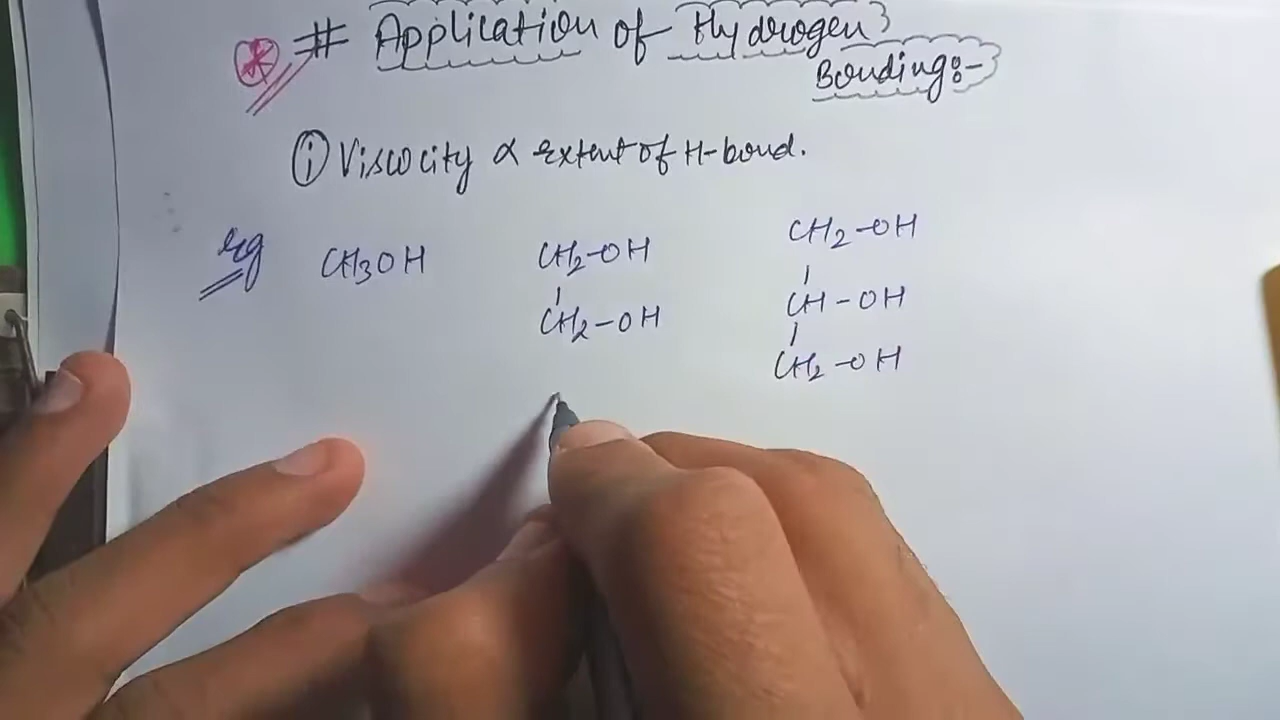 # Application of Hydrogen
Bonding:-
(i) Viscocity ∝ extent of H-bond.
eg CH3OH CH2-OH CH2-OH
CH2-OH CH-OH
CH2-OH